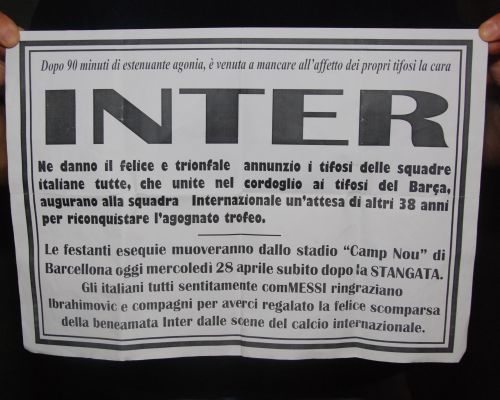 Dopo 90 minuti di estenuante agonia, è venuta a mancare all'affetto dei propri tifosi la cara
INTER
Ne danno il felice e trionfale annunzio i tifosi delle squadre
italiane tutte, che unite nel cordoglio ai tifosi del Barça,
augurano alla squadra Internazionale un'attesa di altri 38 anni
per riconquistare l'agognato trofeo.
Le festanti esequie muoveranno dallo stadio "Camp Nou" di
Barcellona oggi mercoledì 28 aprile subito dopo la STANGATA.
Gli italiani tutti sentitamente comMESSI ringraziano
Ibrahimovic e compagni per averci regalato la felice scomparsa
della beneamata Inter dalle scene del calcio internazionale.